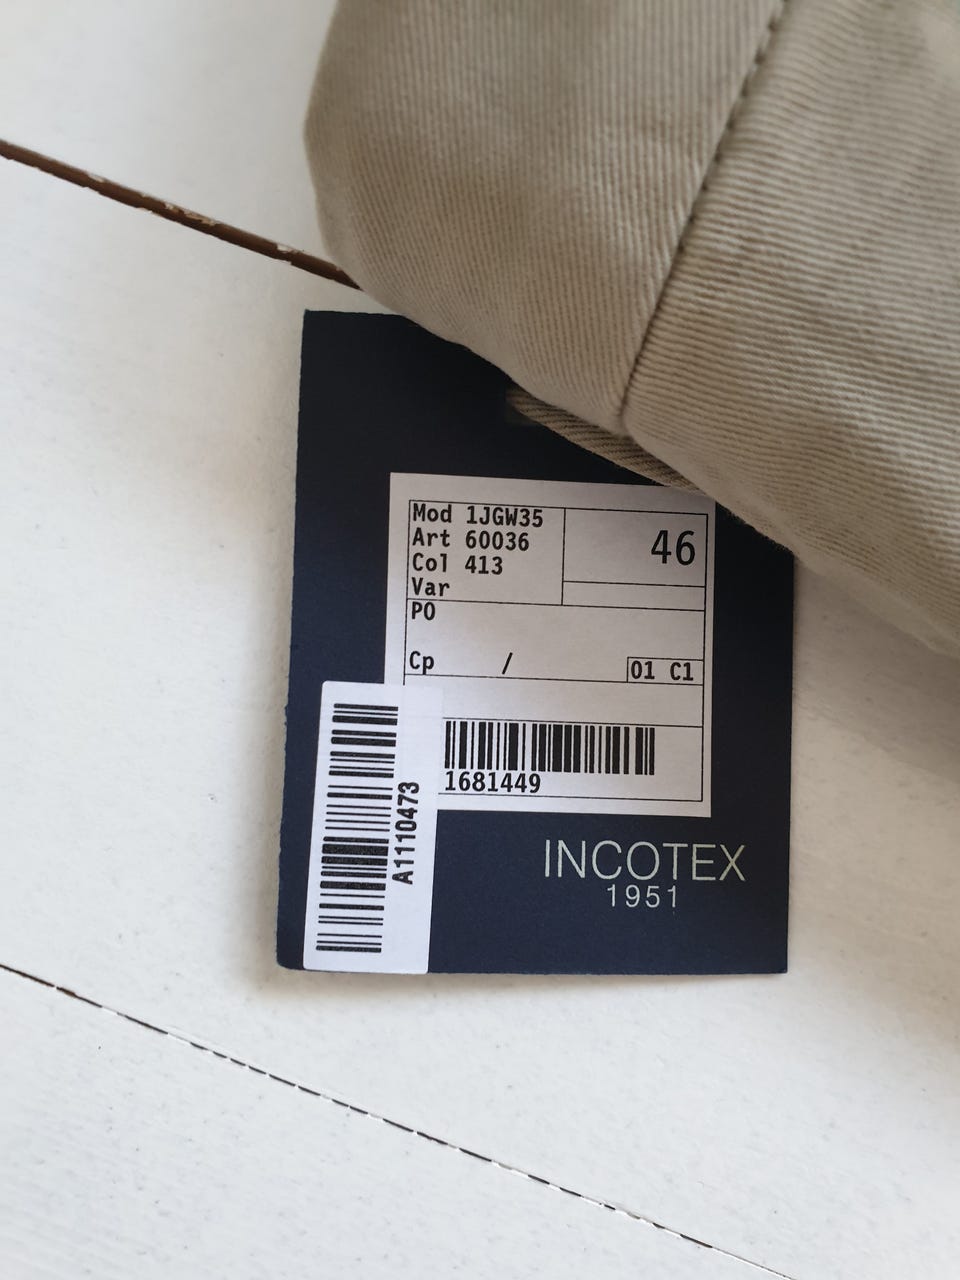 Mod 1JGW35
Art 60036
Col 413
Var
46
PO
Cp /
01 C1
1681449
A1110473
INCOTEX
1951